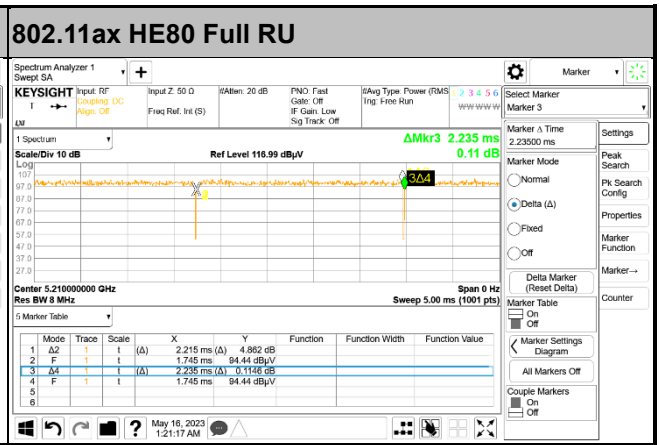 802.11ax HE80 Full RU
Spectrum Analyzer 1
Swept SA
+
Marker
KEYSIGHT
Input: RF
Coupling: DC
Align: Off
Input Z: 50 Ω
Freq Ref: Int (S)
#Atten: 20 dB
PNO: Fast
Gate: Off
IF Gain: Low
Sig Track: Off
#Avg Type: Power (RMS
Trig: Free Run
1 2 3 4 5 6
Select Marker
Marker 3
LXI
1 Spectrum
ΔMkr3 2.235 ms
0.11 dB
Scale/Div 10 dB
Ref Level 116.99 dBµV
Log
107
97.0
87.0
77.0
67.0
57.0
47.0
37.0
27.0
3Δ4
Center 5.210000000 GHz
Span 0 Hz
Res BW 8 MHz
Sweep 5.00 ms (1001 pts)
5 Marker Table
Mode Trace Scale X Y Function Function Width Function Value
1 Δ2 1 t (Δ) 2.215 ms (Δ) 4.862 dB
2 F 1 t 1.745 ms 94.44 dBµV
3 Δ4 1 t (Δ) 2.235 ms (Δ) 0.1146 dB
4 F 1 t 1.745 ms 94.44 dBµV
5
6
Marker Δ Time
2.23500 ms
Marker Mode
Normal
Delta (Δ)
Fixed
Off
Delta Marker
(Reset Delta)
Marker Table
On
Off
Marker Settings
Diagram
All Markers Off
Couple Markers
On
Off
Settings
Peak
Search
Pk Search
Config
Properties
Marker
Function
Marker→
Counter
?
May 16, 2023
1:21:17 AM